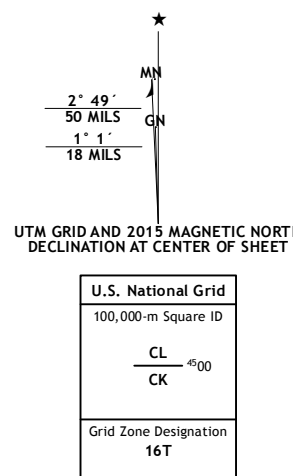 ★
MN
2° 49´
50 MILS
GN
1° 1´
18 MILS
UTM GRID AND 2015 MAGNETIC NORTH
DECLINATION AT CENTER OF SHEET
U.S. National Grid
100,000-m Square ID
CL
4500
CK
Grid Zone Designation
16T